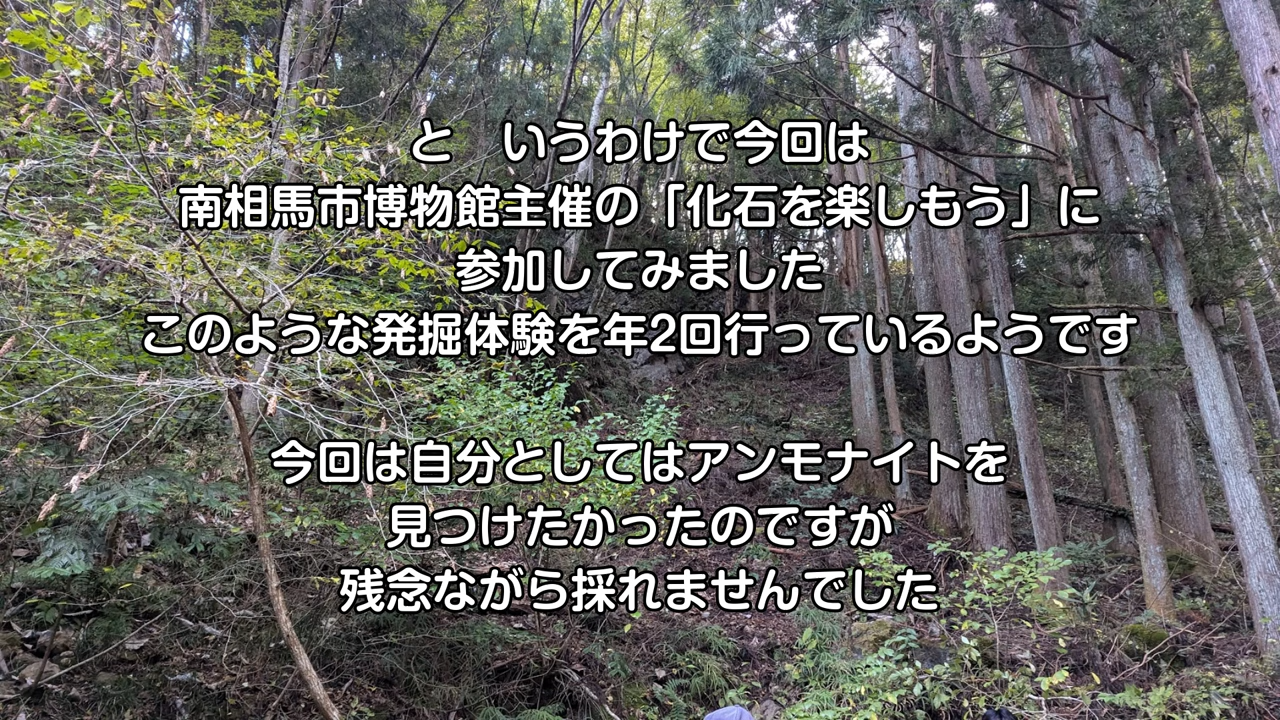 と　いうわけで今回は
南相馬市博物館主催の「化石を楽しもう」に
参加してみました
このような発掘体験を年2回行っているようです
今回は自分としてはアンモナイトを
見つけたかったのですが
残念ながら採れませんでした